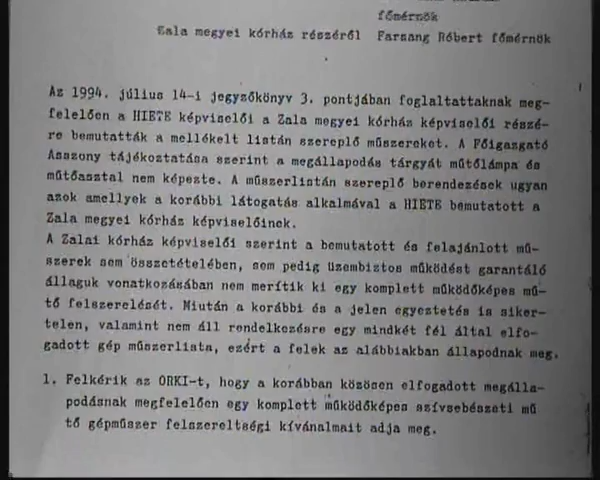 főmérnök
Zala megyei kórház részéről Farsang Róbert főmérnök
Az 1994. július 14-i jegyzőkönyv 3. pontjában foglaltattaknak meg-
felelően a HIETE képviselői a Zala megyei kórház képviselői részé-
re bemutatták a mellékelt listán szereplő műszereket. A Főigazgató
Asszony tájékoztatása szerint a megállapodás tárgyát műtőlámpa és
műtőasztal nem képezte. A műszerlistán szereplő berendezések ugyan
azok amellyek a korábbi látogatás alkalmával a HIETE bemutatott a
Zala megyei kórház képviselőinek.
A Zalai kórház képviselői szerint a bemutatott és felajánlott mű-
szerek sem összetételében, sem pedig üzembiztos működést garantáló
állaguk vonatkozásában nem merítik ki egy komplett működőképes mű-
tő felszerelését. Miután a korábbi és a jelen egyeztetés is siker-
telen, valamint nem áll rendelkezésre egy mindkét fél által elfo-
gadott gép műszerlista, ezért a felek az alábbiakban állapodnak meg.
1. Felkérik az ORKI-t, hogy a korábban közösen elfogadott megálla-
podásnak megfelelően egy komplett működőképes szívsebészeti mű
tő gépműszer felszereltségi kívánalmait adja meg.